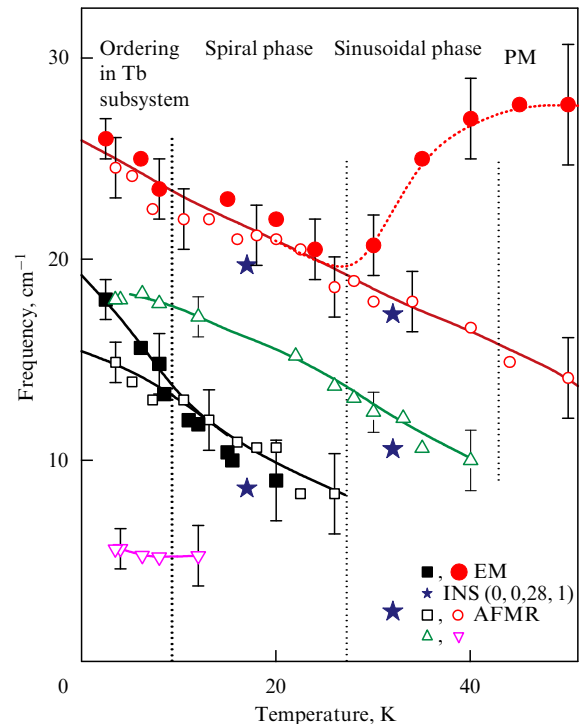 30
20
10
0
20
40
Frequency, cm⁻¹
Temperature, K
Ordering
in Tb
subsystem
Spiral phase
Sinusoidal phase
PM
, EM
INS (0, 0,28, 1)
, AFMR
,